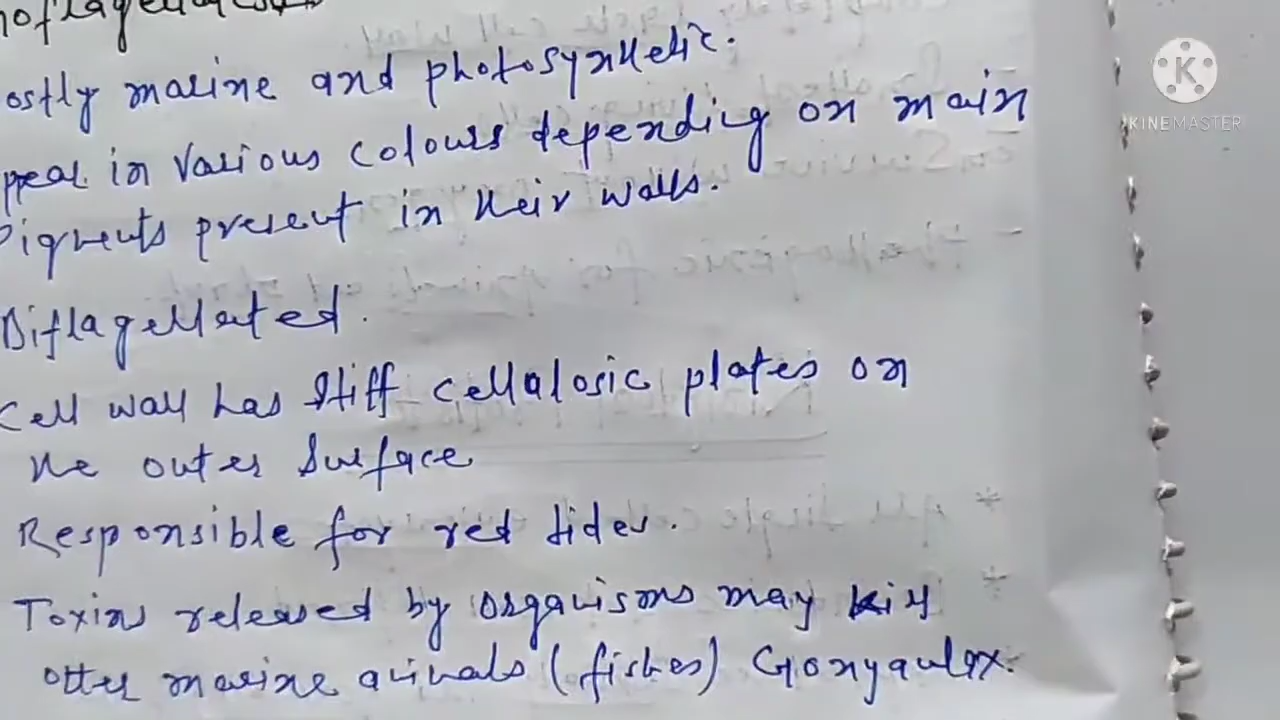 noflagellates
ostly marine and photosynthetic.
ppear in various colours depending on main
Pigments present in their walls.
Biflagellated.
Cell wall has stiff cellulosic plates on
the outer surface
Responsible for red tides.
Toxins released by organisms may kill
other marine animals (fishes) Gonyaulax.
K
KINEMASTER